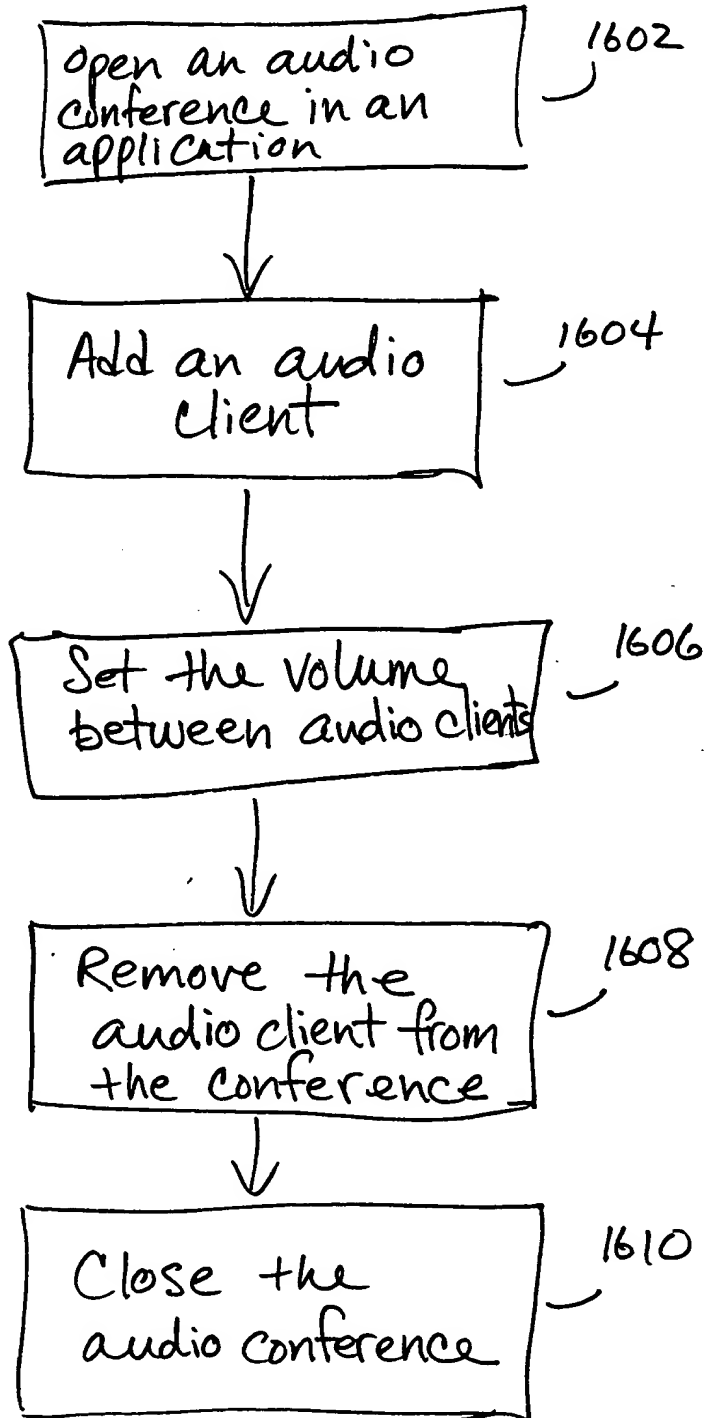 open an audio
conference in an
application
1602
Add an audio
client
1604
Set the volume
between audio clients
1606
Remove the
audio client from
the conference
1608
Close the
audio conference
1610